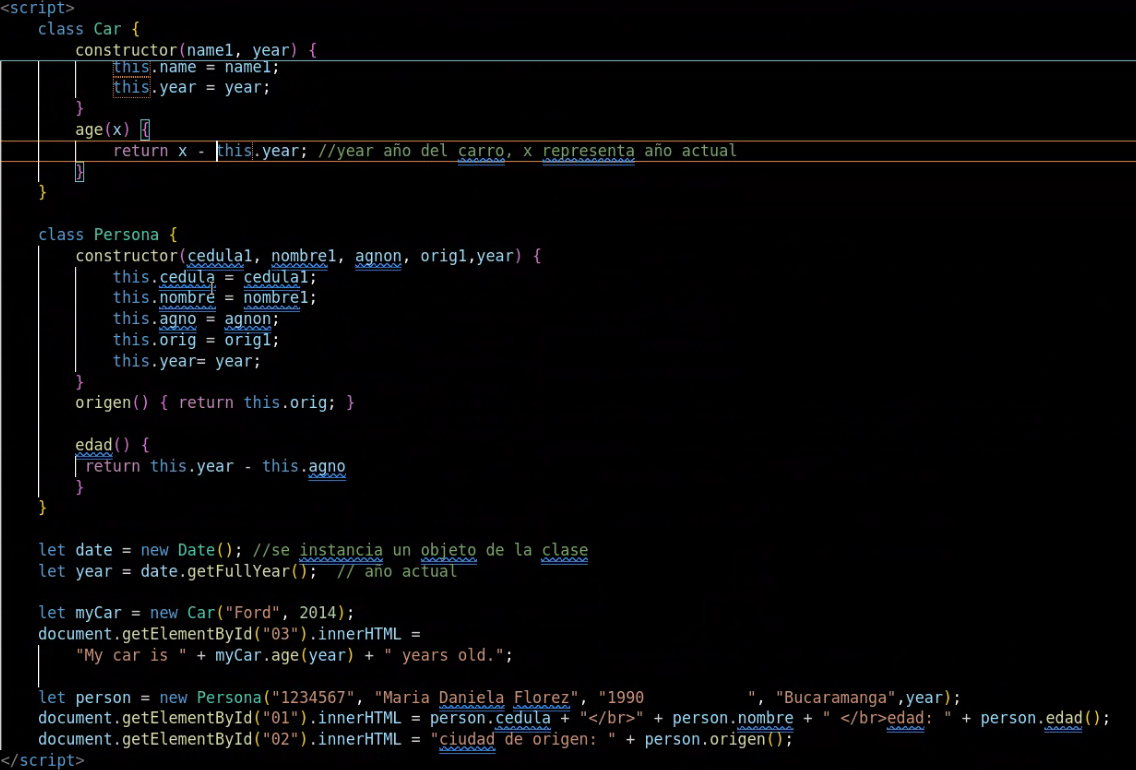 <script>
class Car {
constructor(name1, year) {
this.name = name1;
this.year = year;
}
age(x) {
return x - this.year; //year año del carro, x representa año actual
}
}
class Persona {
constructor(cedula1, nombre1, agnon, orig1,year) {
this.cedula = cedula1;
this.nombre = nombre1;
this.agno = agnon;
this.orig = orig1;
this.year= year;
}
origen() { return this.orig; }
edad() {
return this.year - this.agno
}
}
let date = new Date(); //se instancia un objeto de la clase
let year = date.getFullYear();  // año actual
let myCar = new Car("Ford", 2014);
document.getElementById("03").innerHTML =
"My car is " + myCar.age(year) + " years old.";
let person = new Persona("1234567", "Maria Daniela Florez", "1990           ", "Bucaramanga",year);
document.getElementById("01").innerHTML = person.cedula + "</br>" + person.nombre + " </br>edad: " + person.edad();
document.getElementById("02").innerHTML = "ciudad de origen: " + person.origen();
</script>